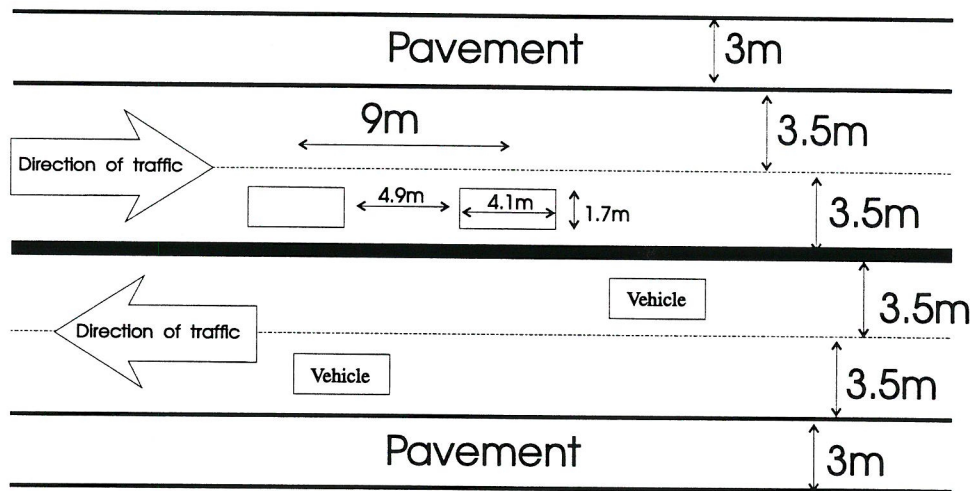 Pavement
3m
9m
3.5m
Direction of traffic
4.9m
4.1m
1.7m
3.5m
Vehicle
3.5m
Direction of traffic
Vehicle
3.5m
Pavement
3m